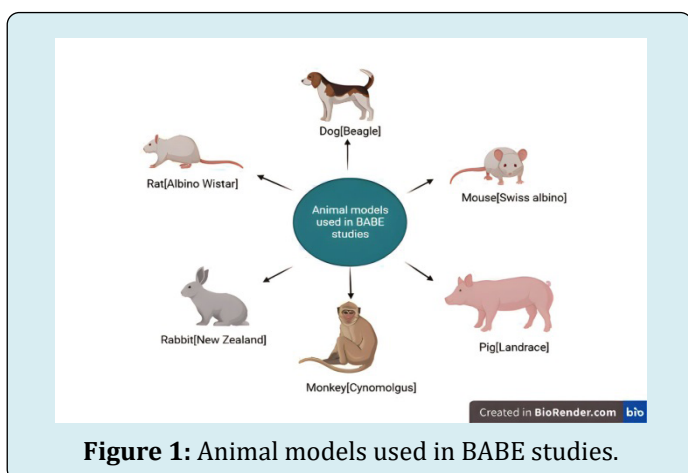 Dog[Beagle]
Rat[Albino Wistar]
Mouse[Swiss albino]
Animal models
used in BABE
studies
Rabbit[New Zealand]
Pig[Landrace]
Monkey[Cynomolgus]
Created in BioRender.com bio
Figure 1: Animal models used in BABE studies.